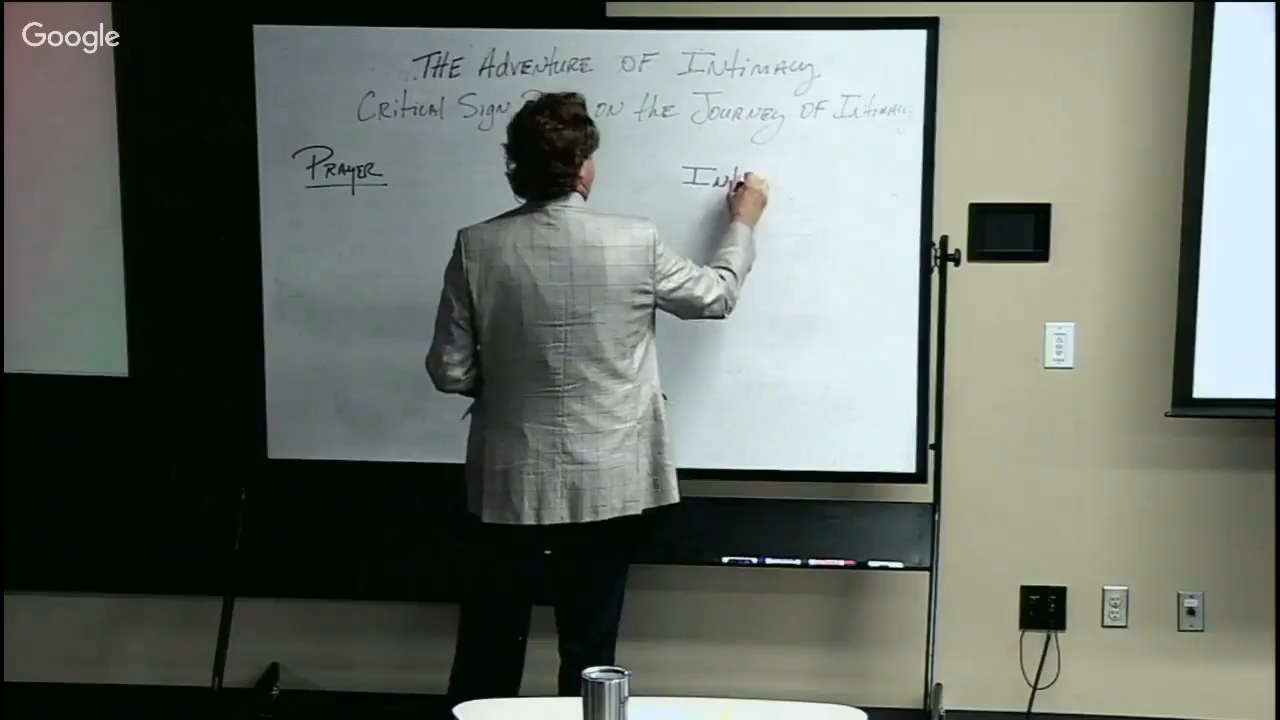 Google
THE ADVENTURE OF INTIMACY
CRITICAL SIGN ON THE JOURNEY OF INTIMACY
PRAYER